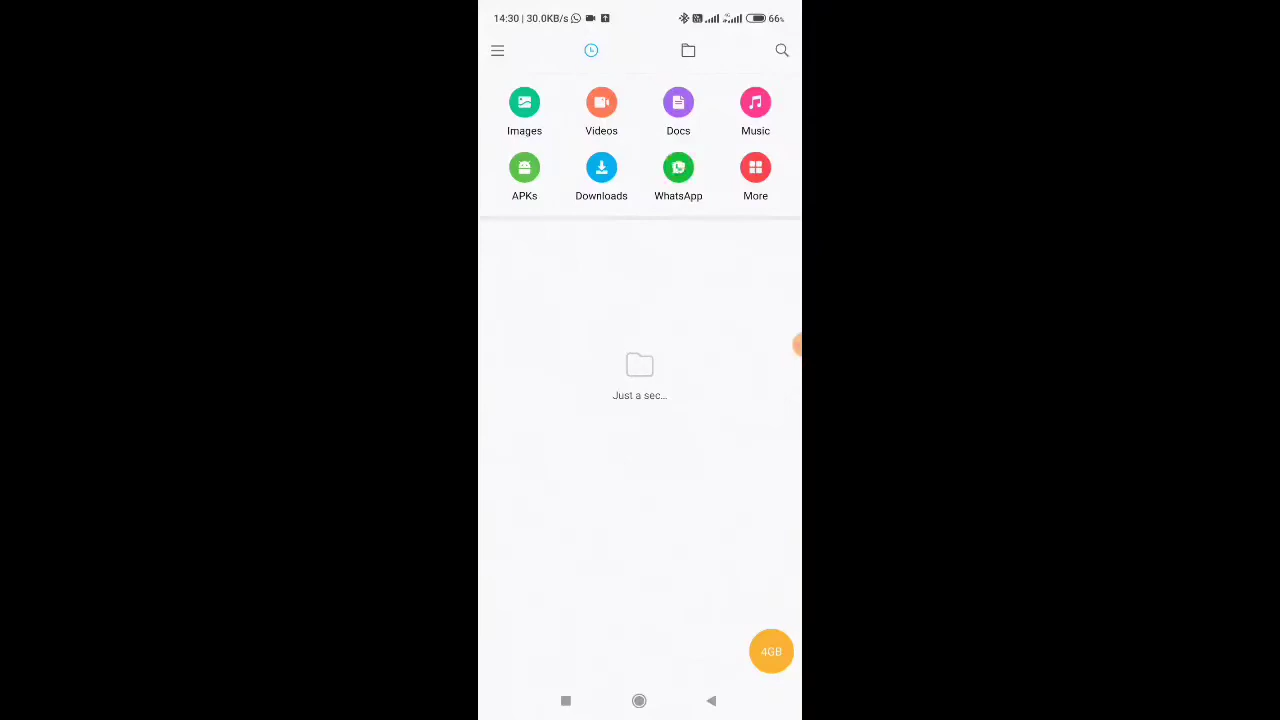 14:30 | 30.0KB/s 66%
Images Videos Docs Music
APKs Downloads WhatsApp More
Just a sec...
4GB